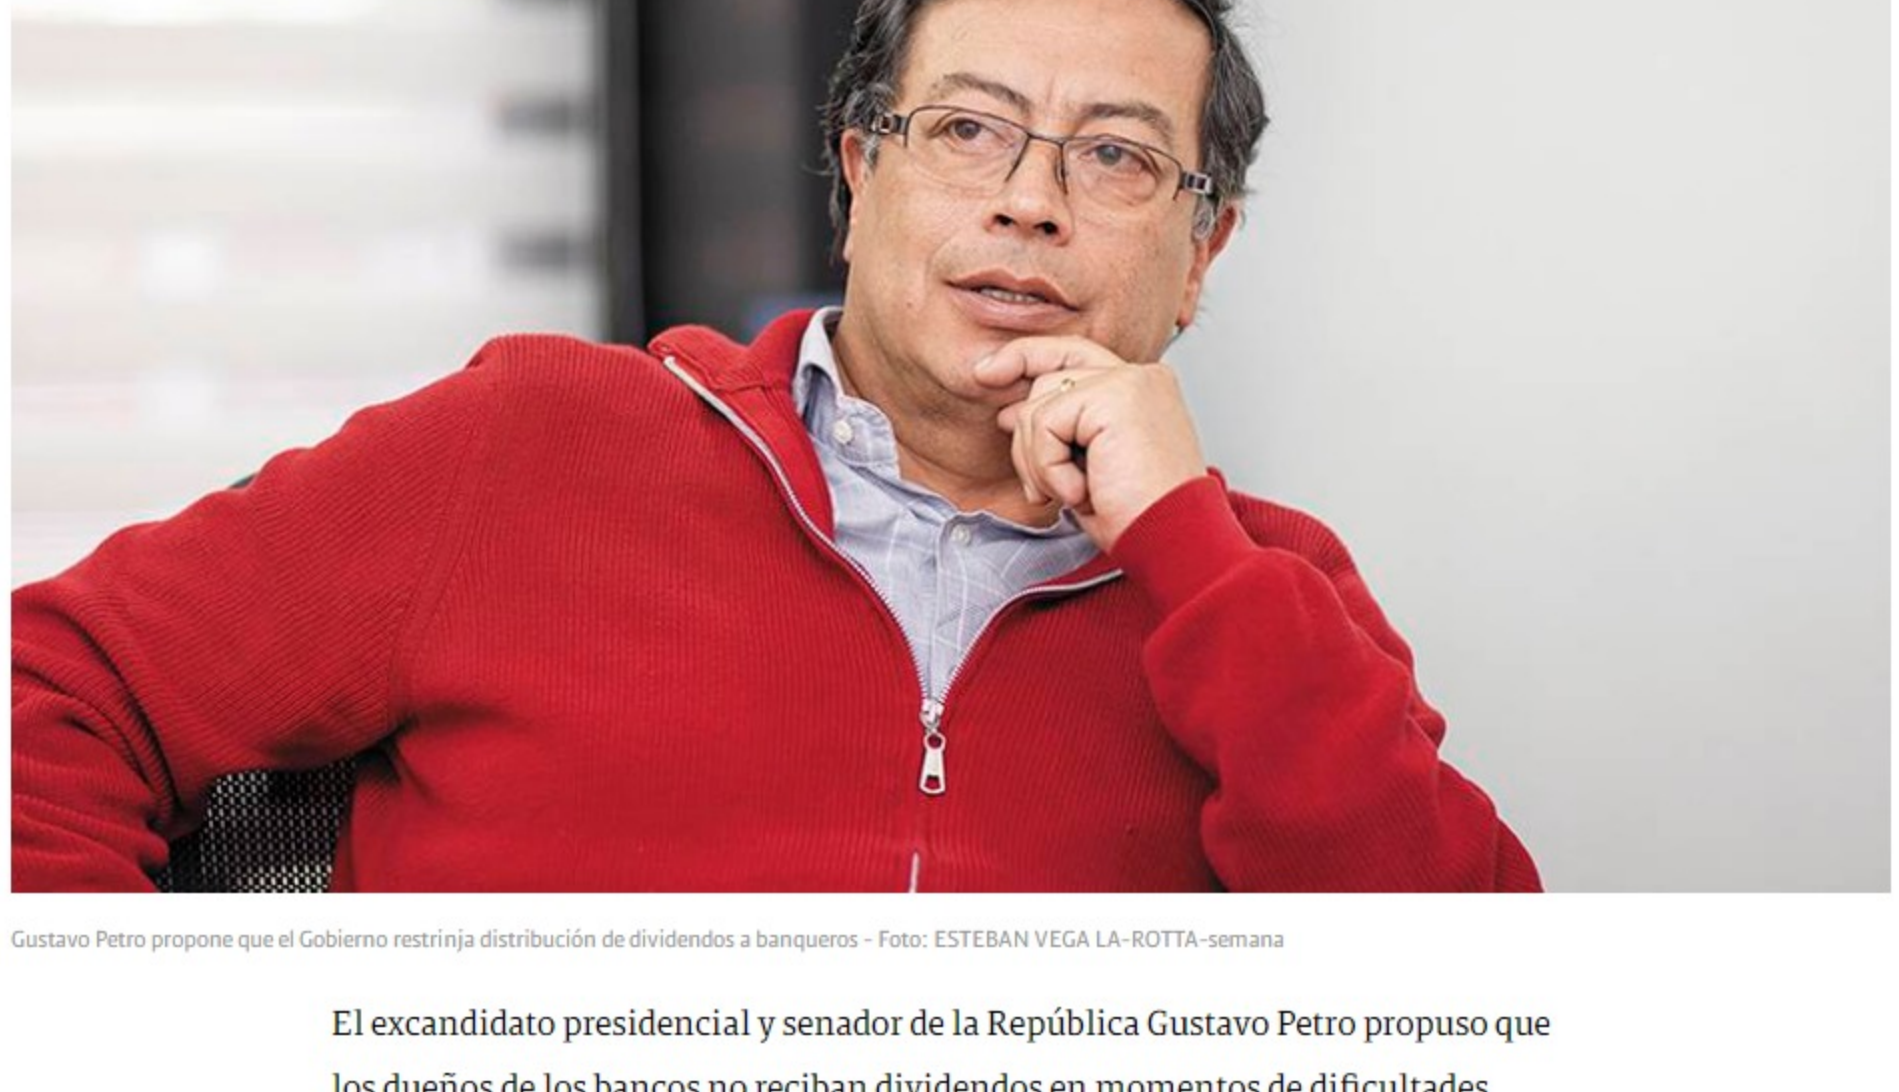 Gustavo Petro propone que el Gobierno restrinja distribución de dividendos a banqueros - Foto: ESTEBAN VEGA LA-ROTTA-semana
El excandidato presidencial y senador de la República Gustavo Petro propuso que
los dueños de los bancos no reciban dividendos en momentos de dificultades